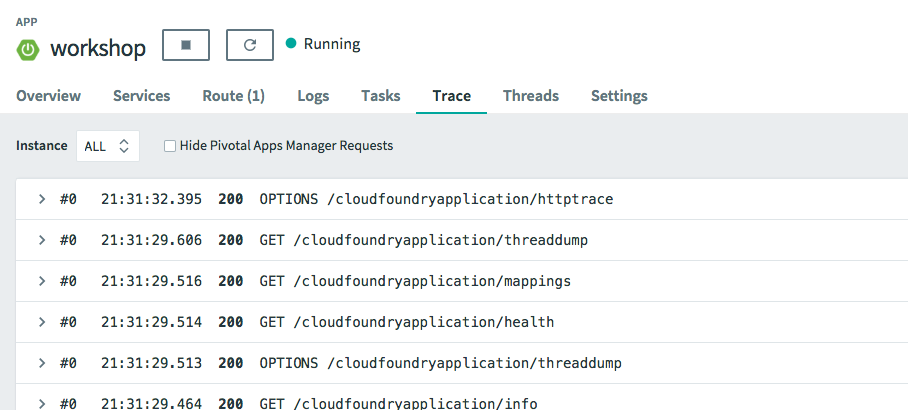 APP
workshop
Running
Overview Services Route (1) Logs Tasks Trace Threads Settings
Instance ALL Hide Pivotal Apps Manager Requests
#0 21:31:32.395 200 OPTIONS /cloudfoundryapplication/httptrace
#0 21:31:29.606 200 GET /cloudfoundryapplication/threaddump
#0 21:31:29.516 200 GET /cloudfoundryapplication/mappings
#0 21:31:29.514 200 GET /cloudfoundryapplication/health
#0 21:31:29.513 200 OPTIONS /cloudfoundryapplication/threaddump
#0 21:31:29.464 200 GET /cloudfoundryapplication/info